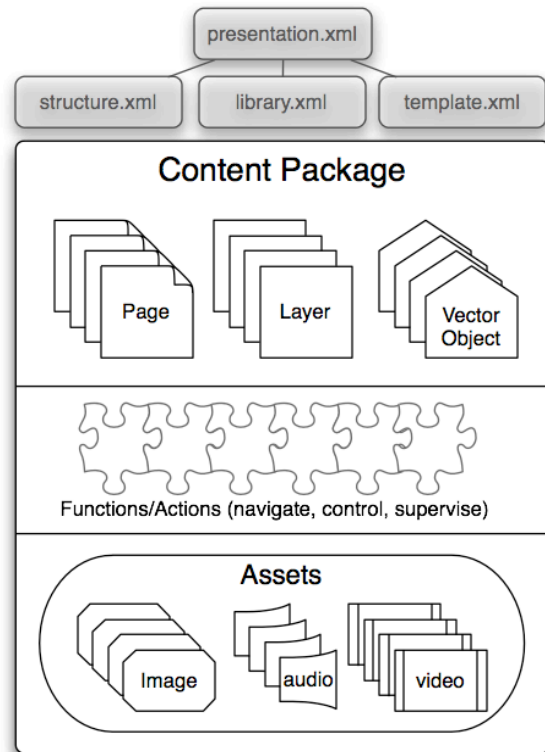 presentation.xml
structure.xml
library.xml
template.xml
Content Package
Page
Layer
Vector
Object
Functions/Actions (navigate, control, supervise)
Assets
Image
audio
video